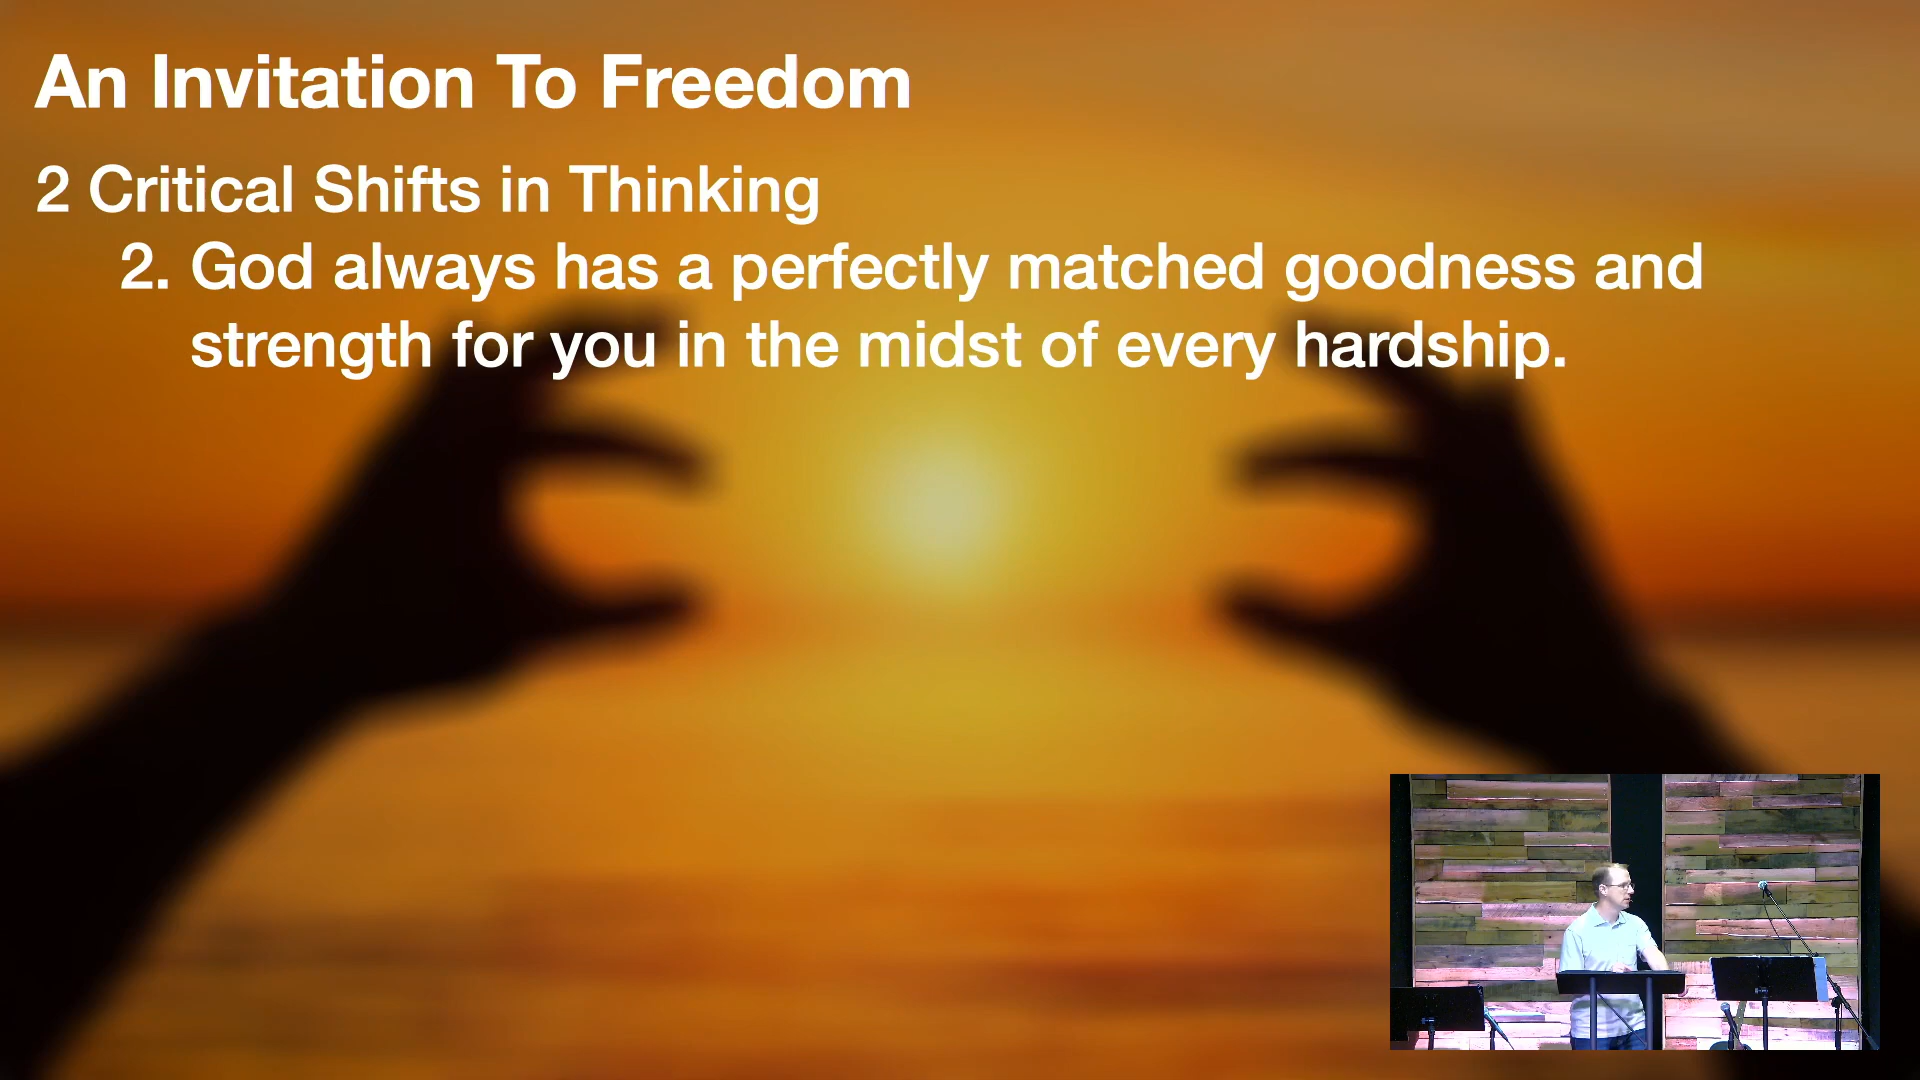 An Invitation To Freedom
2 Critical Shifts in Thinking
2. God always has a perfectly matched goodness and
strength for you in the midst of every hardship.